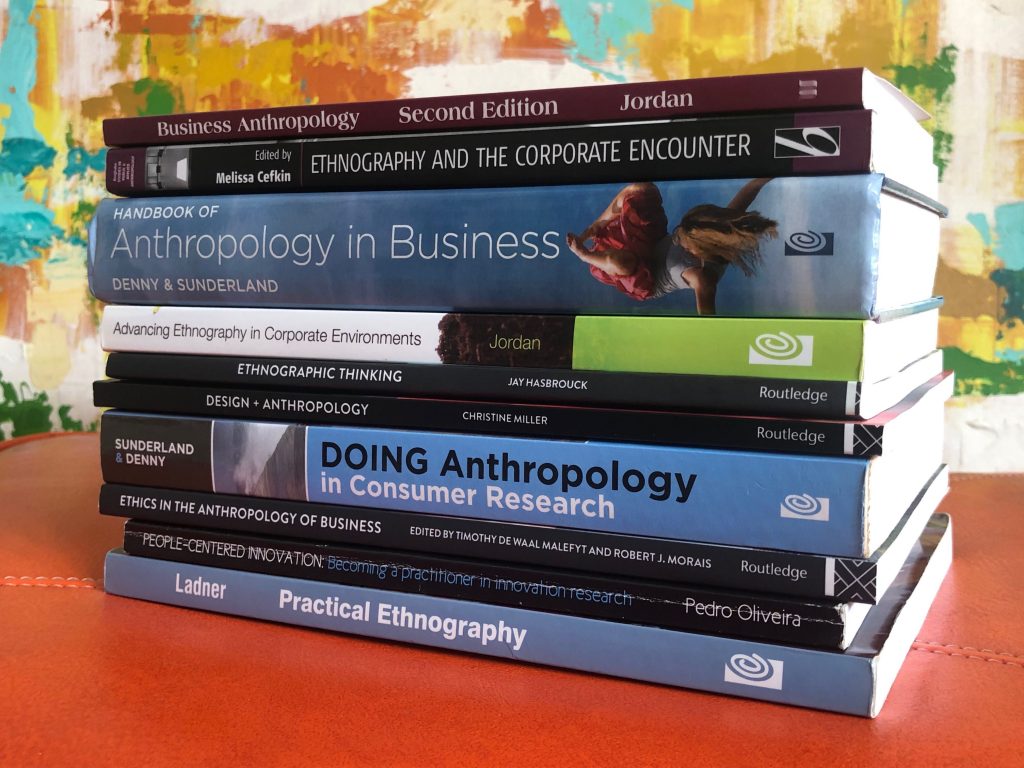 Business Anthropology Second Edition Jordan
Edited by
Melissa Cefkin
ETHNOGRAPHY AND THE CORPORATE ENCOUNTER
b
HANDBOOK OF
Anthropology in Business
DENNY & SUNDERLAND
Advancing Ethnography in Corporate Environments Jordan
ETHNOGRAPHIC THINKING JAY HASBROUCK Routledge
DESIGN + ANTHROPOLOGY CHRISTINE MILLER Routledge
SUNDERLAND
& DENNY
DOING Anthropology
in Consumer Research
ETHICS IN THE ANTHROPOLOGY OF BUSINESS EDITED BY TIMOTHY DE WAAL MALEFYT AND ROBERT J. MORAIS Routledge
PEOPLE-CENTERED INNOVATION: Becoming a practitioner in innovation research Pedro Oliveira
Ladner Practical Ethnography